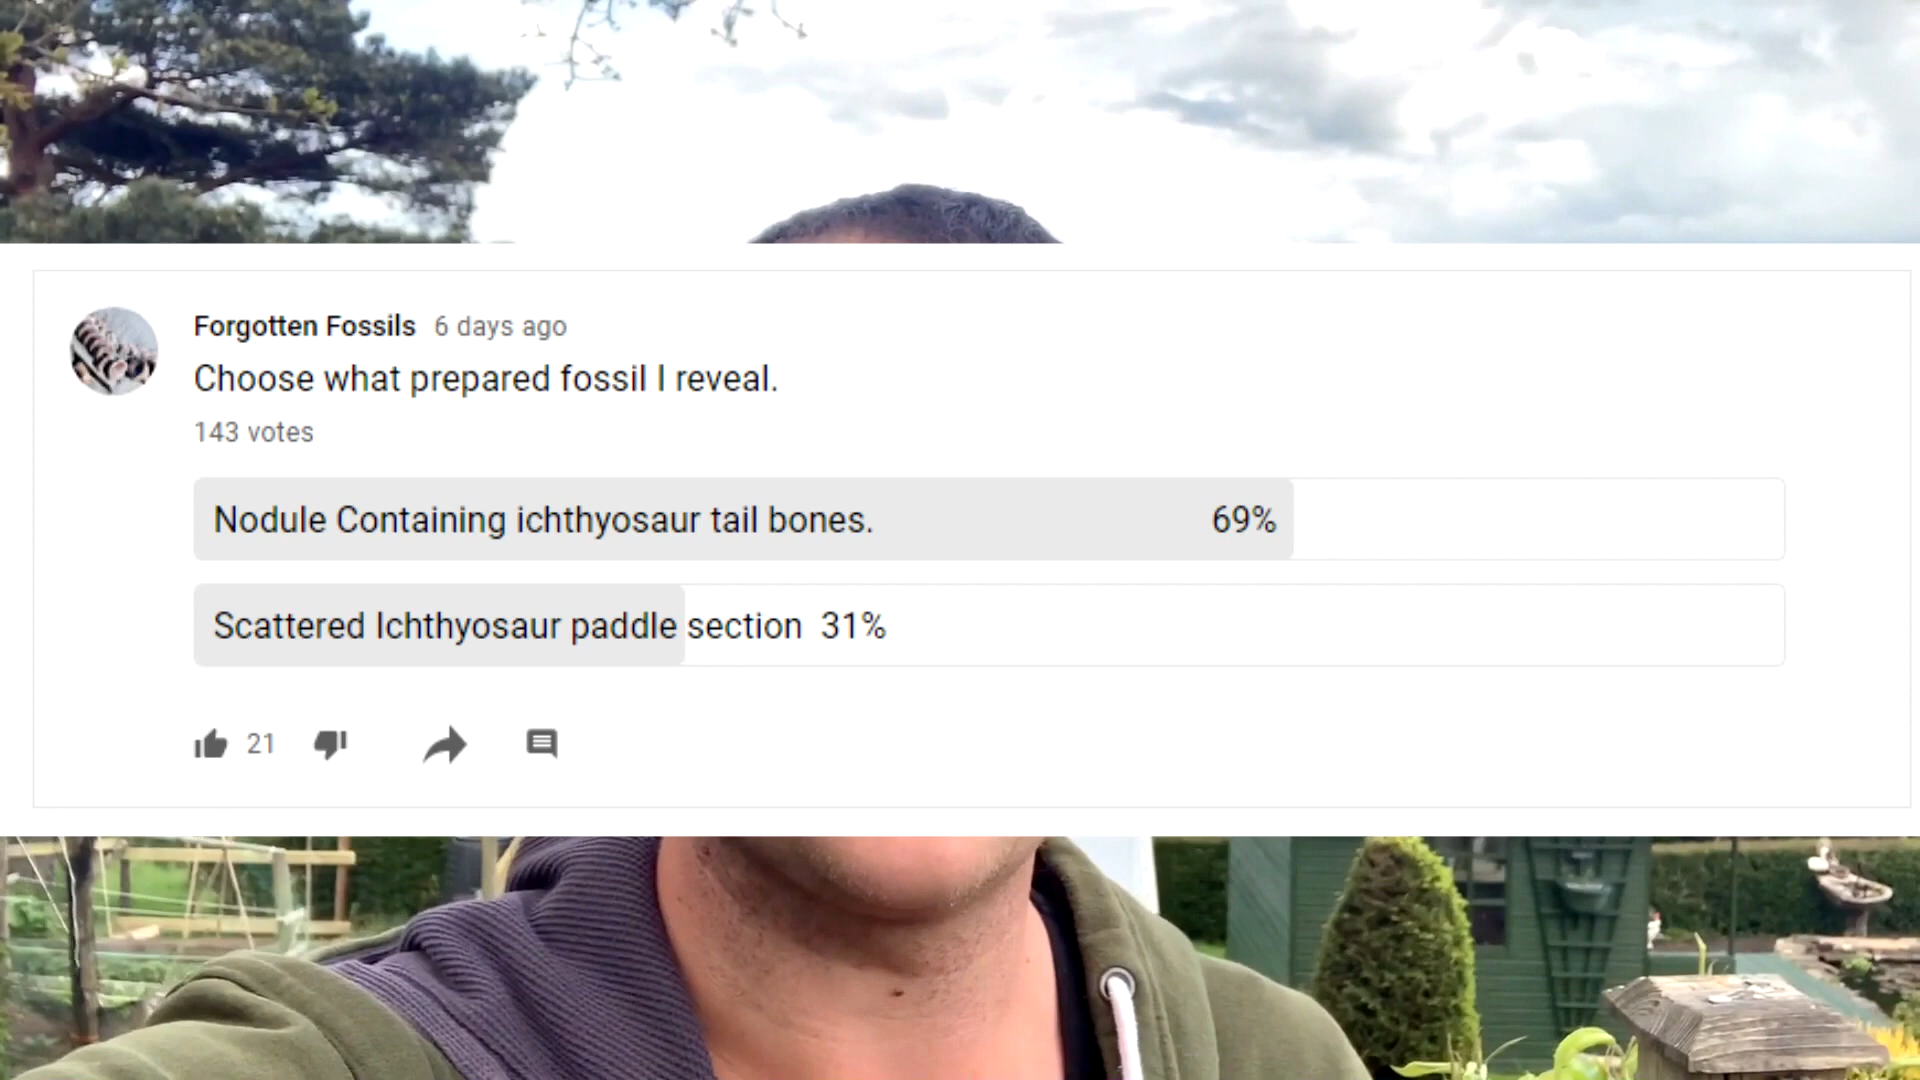 Forgotten Fossils 6 days ago
Choose what prepared fossil I reveal.
143 votes
Nodule Containing ichthyosaur tail bones. 69%
Scattered Ichthyosaur paddle section 31%
21